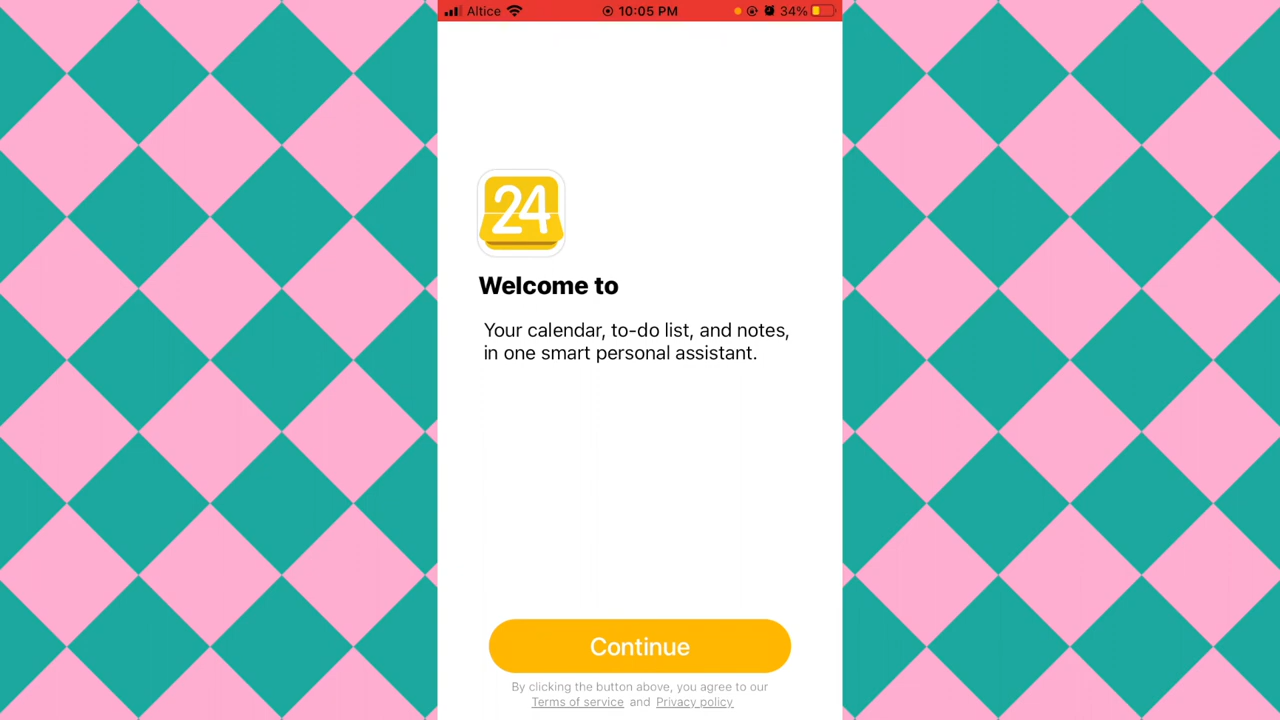 Altice 10:05 PM 34%
24
Welcome to
Your calendar, to-do list, and notes,
in one smart personal assistant.
Continue
By clicking the button above, you agree to our
Terms of service and Privacy policy